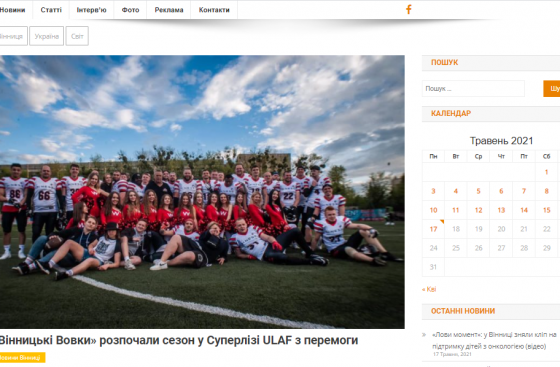 Новини Статті Інтерв'ю Фото Реклама Контакти
Вінниця Україна Світ
ПОШУК
Пошук ...
КАЛЕНДАР
Травень 2021
Пн Вт Ср Чт Пт Сб
1
3 4 5 6 7 8
10 11 12 13 14 15
17 18 19 20 21 22
24 25 26 27 28 29
31
« Кві
ОСТАННІ НОВИНИ
«Лови момент»: у Вінниці зняли кліп на
підтримку дітей з онкологією (відео)
17 Травня, 2021
Вінницькі Вовки» розпочали сезон у Суперлізі ULAF з перемоги
Новини Вінниці
66
22